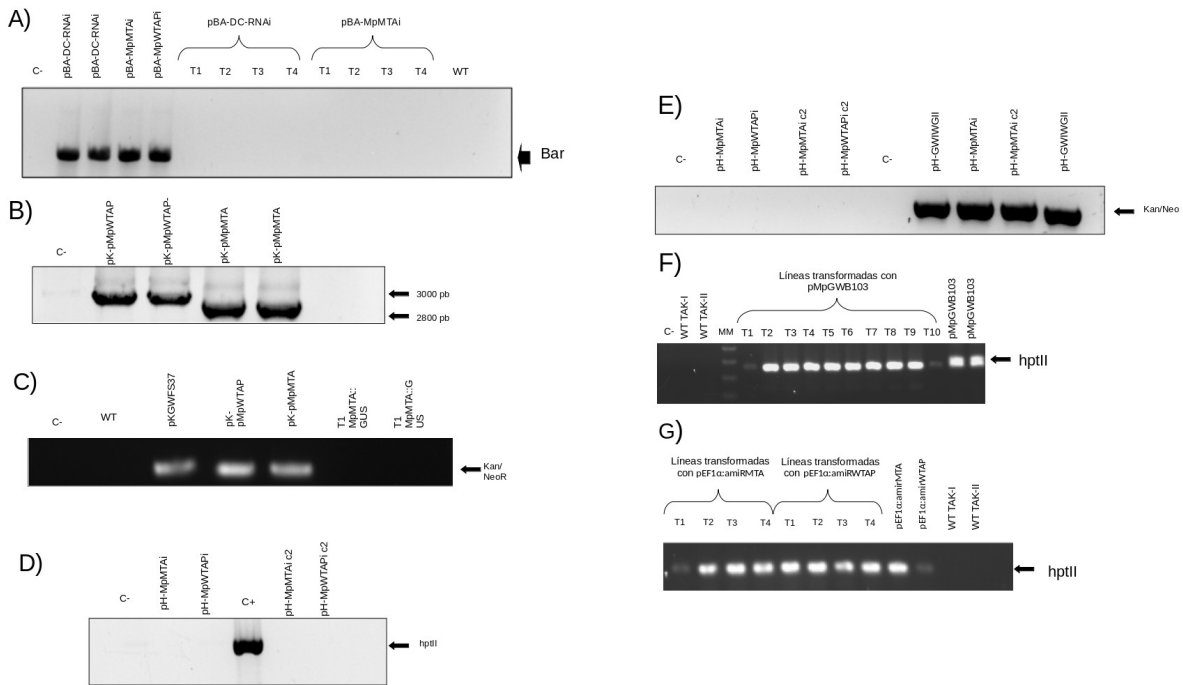 A)
pBA-DC-RNAi
pBA-MpMTAi
C-
pBA-DC-RNAi
pBA-DC-RNAi
pBA-MpMTAi
pBA-MpWTAPi
T1
T2
T3
T4
T1
T2
T3
T4
WT
Bar
B)
C-
pK-pMpWTAP
pK-pMpWTAP-
pK-pMpMTA
pK-pMpMTA
3000 pb
2800 pb
C)
C-
WT
pKGWFS37
pK-
pMpWTAP
pK-pMpMTA
T1
MpMTA::
GUS
T1
MpMTA::G
US
Kan/
NeoR
D)
C-
pH-MpMTAi
pH-MpWTAPi
C+
pH-MpMTAi c2
pH-MpWTAPi c2
hptII
E)
C-
pH-MpMTAi
pH-MpWTAPi
pH-MpMTAi c2
pH-MpWTAPi c2
C-
pH-GWIWGII
pH-MpMTAi
pH-MpMTAi c2
pH-GWIWGII
Kan/Neo
F)
Líneas transformadas con
pMpGWB103
C-
WT TAK-I
WT TAK-II
MM
T1
T2
T3
T4
T5
T6
T7
T8
T9
T10
pMpGWB103
pMpGWB103
hptII
G)
Líneas transformadas
con pEF1α:amiRMTA
Líneas transformadas
con pEF1α:amiRWTAP
T1
T2
T3
T4
T1
T2
T3
T4
pEF1α:amirMTA
pEF1α:amirWTAP
WT TAK-I
WT TAK-II
hptII